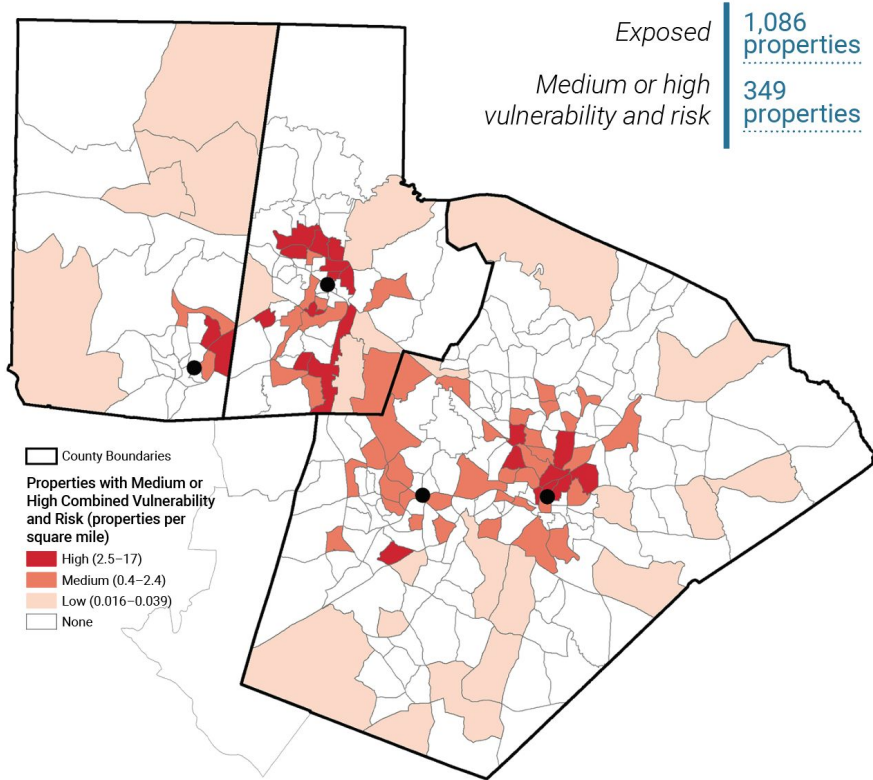 Exposed
1,086
properties
Medium or high
vulnerability and risk
349
properties
County Boundaries
Properties with Medium or
High Combined Vulnerability
and Risk (properties per
square mile)
High (2.5–17)
Medium (0.4–2.4)
Low (0.016–0.039)
None